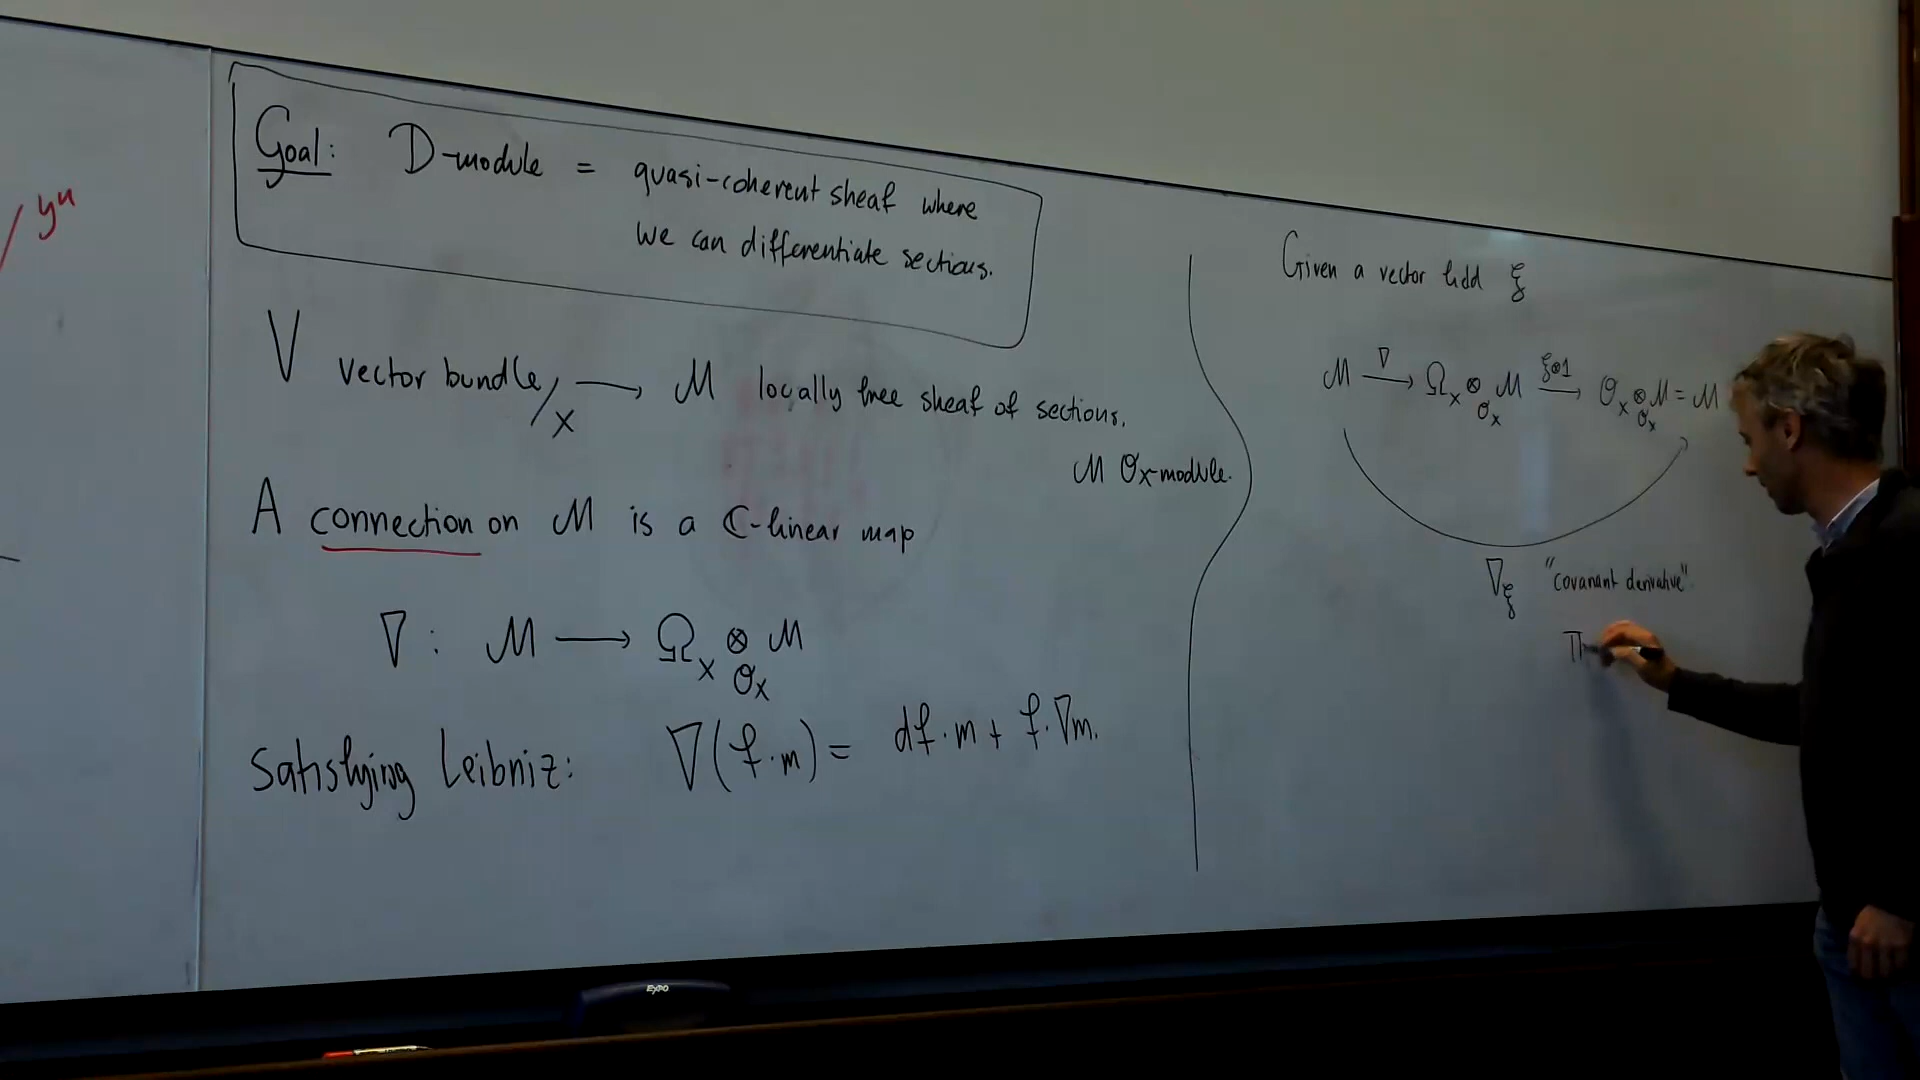 yⁿ
Goal: D-module = quasi-coherent sheaf where
we can differentiate sections.
V vector bundle/X ⟶ M locally free sheaf of sections.
M O_X-module.
A connection on M is a ℂ-linear map
∇ : M ⟶ Ω_X ⊗_{O_X} M
Satisfying Leibniz: ∇(f·m) = df·m + f·∇m.
Given a vector field ξ
M —∇→ Ω_X ⊗_{O_X} M —ξ⊗1→ O_X ⊗_{O_X} M = M
∇_ξ "covariant derivative"
EXPO